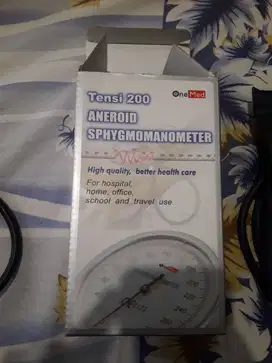 OneMed
Tensi 200
ANEROID
SPHYGMOMANOMETER
High quality, better health care
For hospital,
home, office,
school and travel use